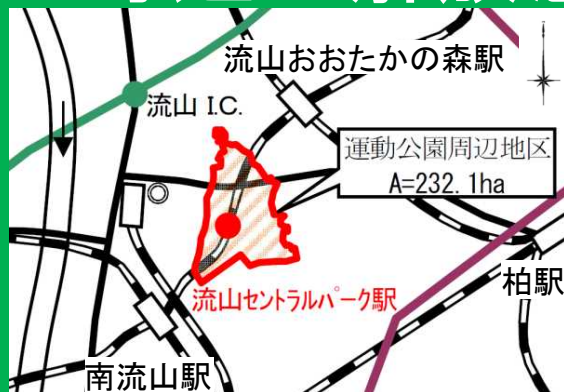 流山おおたかの森駅
流山 I.C.
運動公園周辺地区
A=232.1ha
流山セントラルパーク駅
柏駅
南流山駅